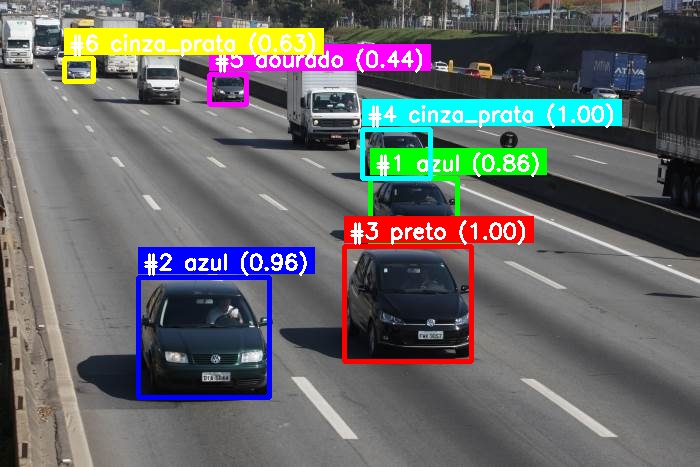 #6 cinza_prata (0.63)
#5 dourado (0.44)
ATIVA
#4 cinza_prata (1.00)
#1 azul (0.86)
#3 preto (1.00)
#2 azul (0.96)